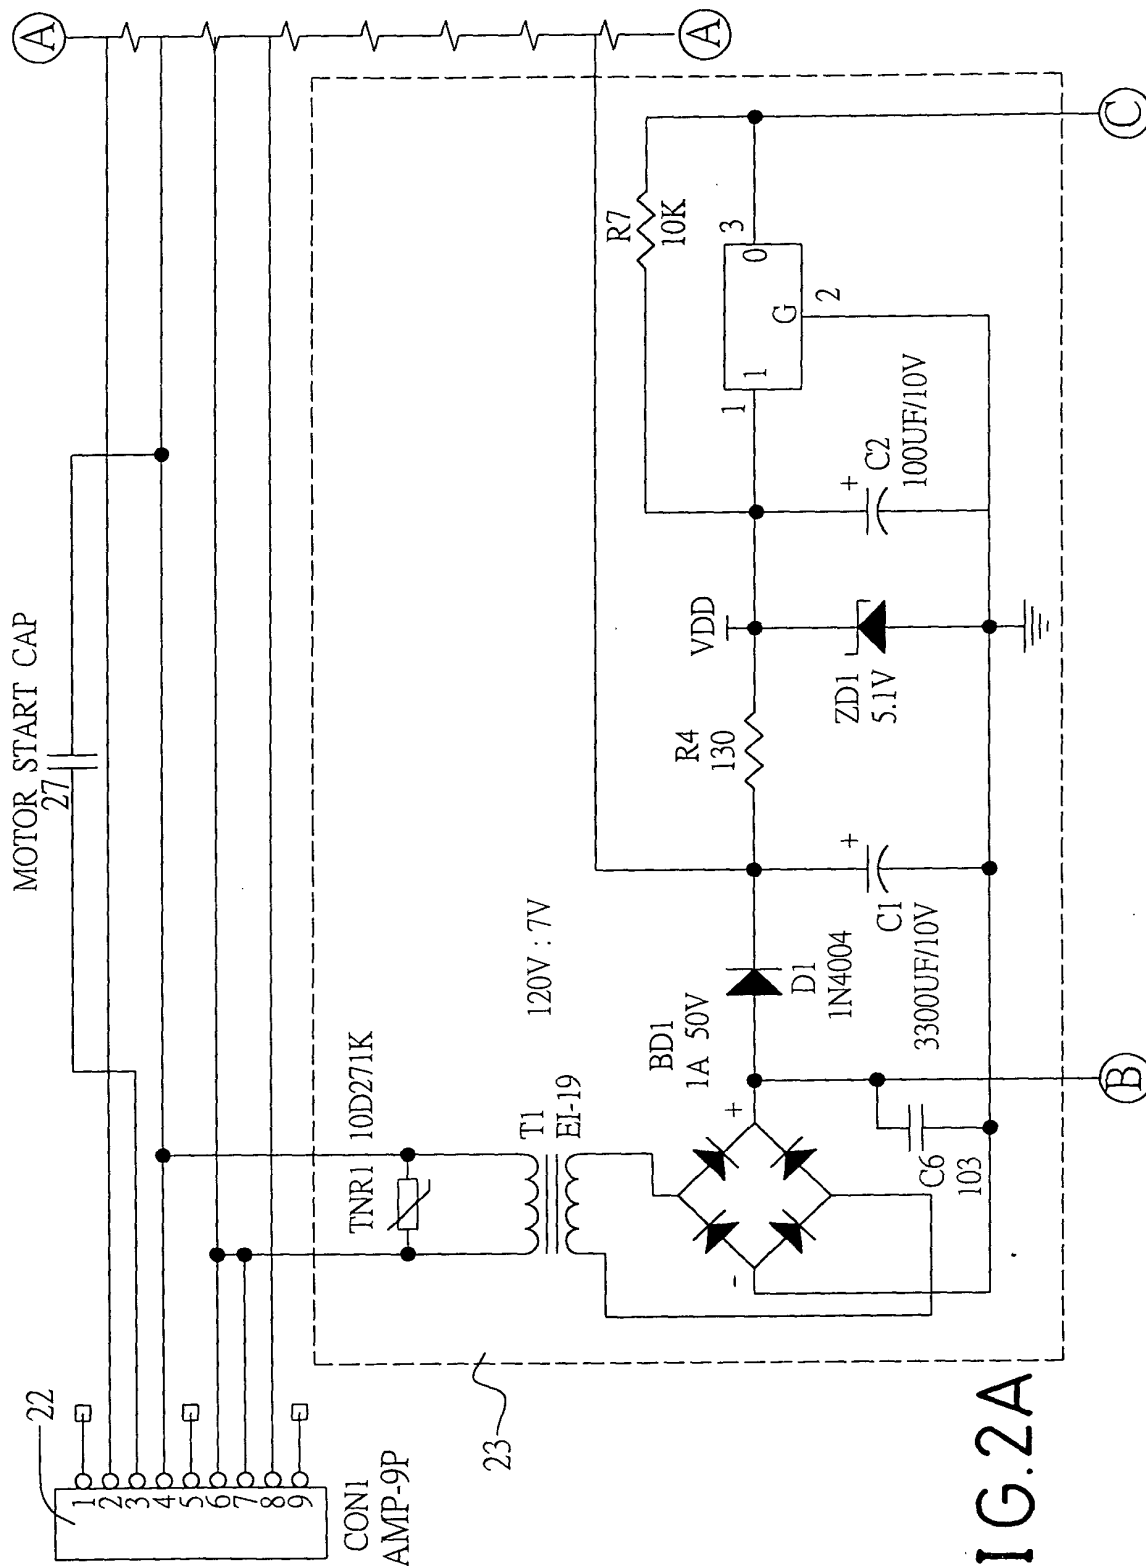 A
A
MOTOR START CAP
27
22
1
2
3
4
5
6
7
8
9
CON1
AMP-9P
23
TNR1 10D271K
T1
EI-19
120V : 7V
BD1
1A 50V
+
-
C6
103
B
D1
1N4004
C1
3300UF/10V
+
R4
130
VDD
ZD1
5.1V
C2
100UF/10V
+
R7
10K
1
1
G
2
0
3
C
IG.2A